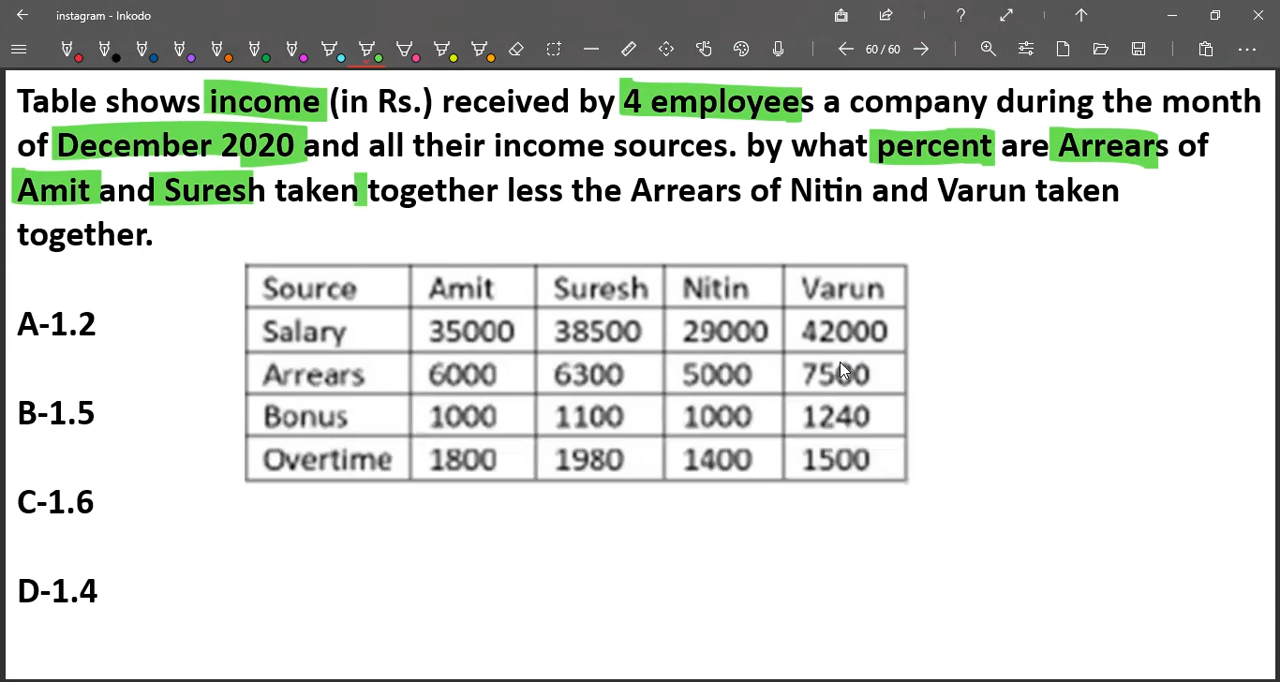 instagram - Inkodo
60 / 60
Table shows income (in Rs.) received by 4 employees a company during the month
of December 2020 and all their income sources. by what percent are Arrears of
Amit and Suresh taken together less the Arrears of Nitin and Varun taken
together.
Source Amit Suresh Nitin Varun
Salary 35000 38500 29000 42000
Arrears 6000 6300 5000 7500
Bonus 1000 1100 1000 1240
Overtime 1800 1980 1400 1500
A-1.2
B-1.5
C-1.6
D-1.4